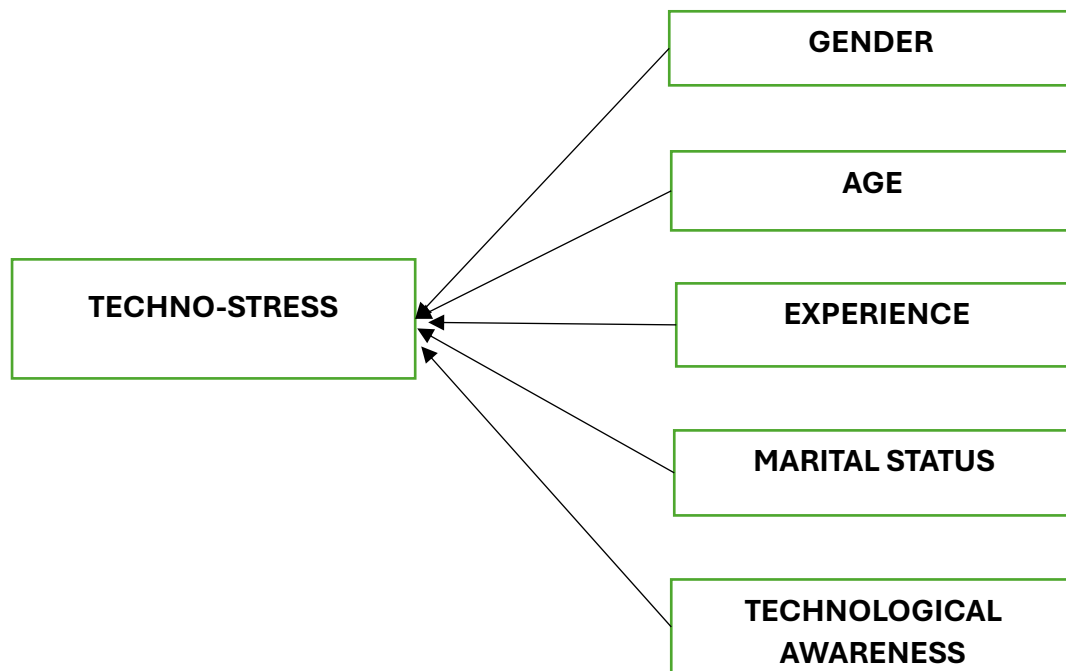 GENDER
AGE
TECHNO-STRESS
EXPERIENCE
MARITAL STATUS
TECHNOLOGICAL
AWARENESS